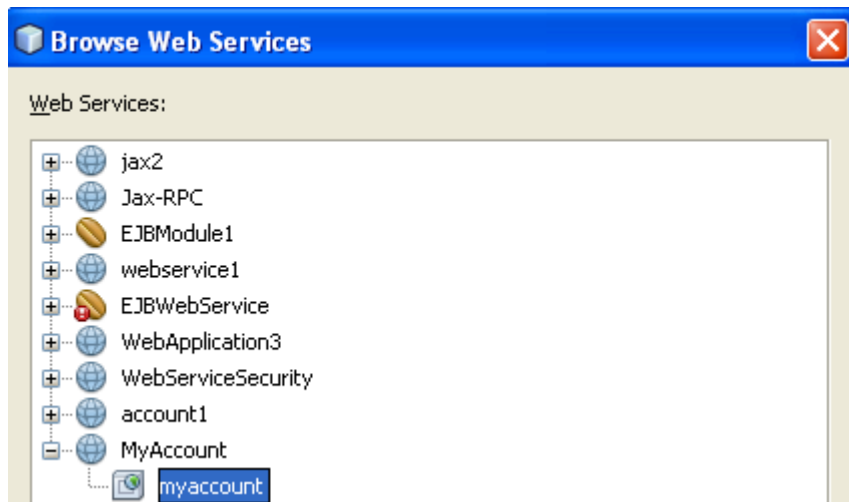 Browse Web Services
Web Services:
jax2
Jax-RPC
EJBModule1
webservice1
EJBWebService
WebApplication3
WebServiceSecurity
account1
MyAccount
myaccount